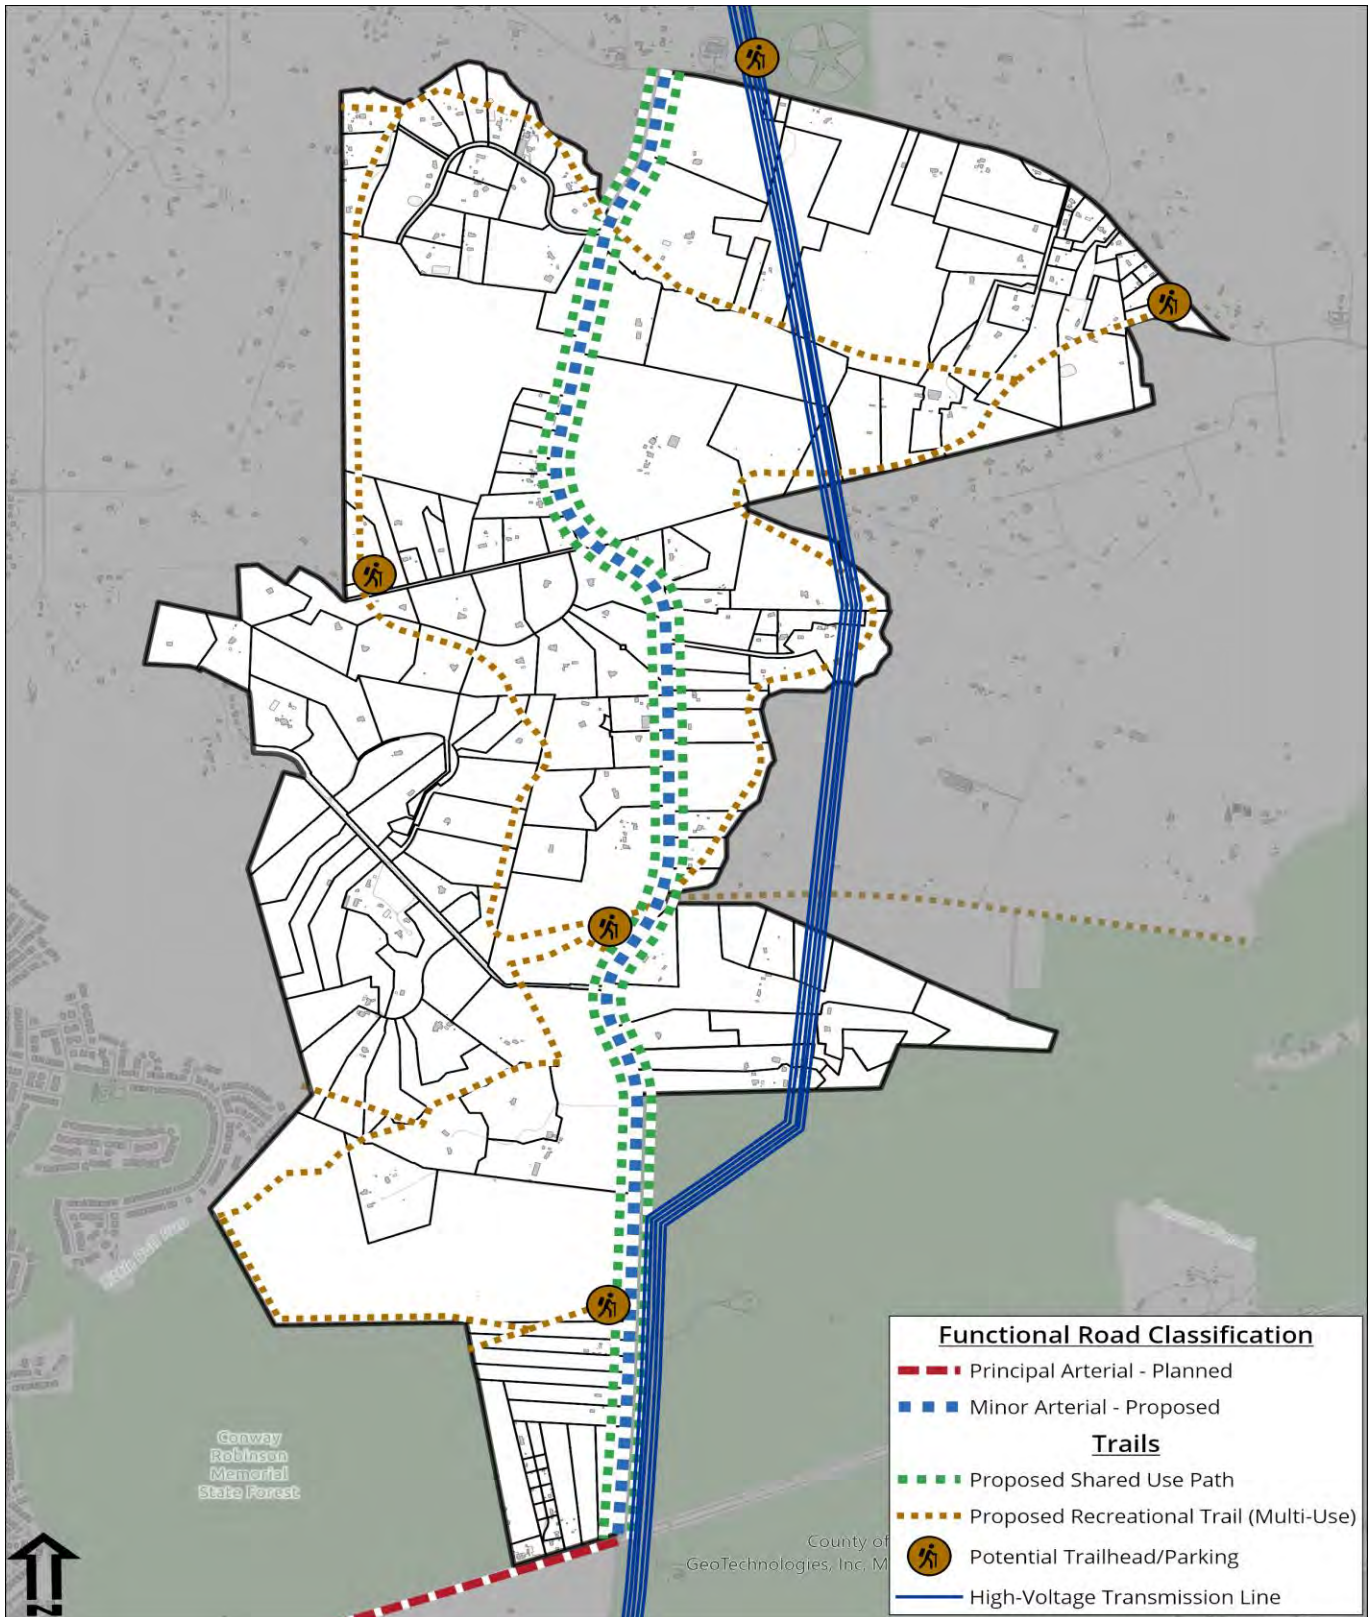 Functional Road Classification
Principal Arterial - Planned
Minor Arterial - Proposed
Trails
Proposed Shared Use Path
Proposed Recreational Trail (Multi-Use)
Potential Trailhead/Parking
High-Voltage Transmission Line
Conway
Robinson
Memorial
State Forest
County of
GeoTechnologies, Inc, M
N